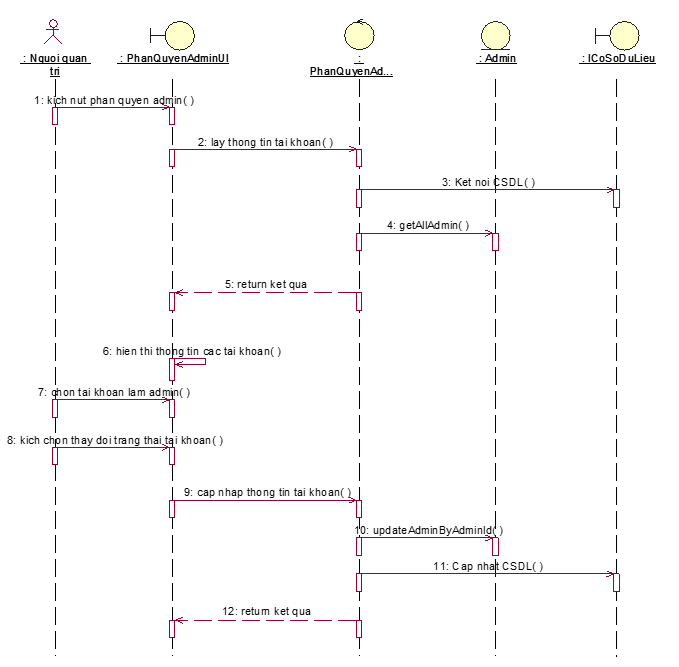 : Nguoi quan
tri
: PhanQuyenAdminUI
:
PhanQuyenAd...
: Admin
: ICoSoDuLieu
1: kich nut phan quyen admin( )
2: lay thong tin tai khoan( )
3: Ket noi CSDL( )
4: getAllAdmin( )
5: return ket qua
6: hien thi thong tin cac tai khoan( )
7: chon tai khoan lam admin( )
8: kich chon thay doi trang thai tai khoan( )
9: cap nhap thong tin tai khoan( )
10: updateAdminByAdminId( )
11: Cap nhat CSDL( )
12: return ket qua